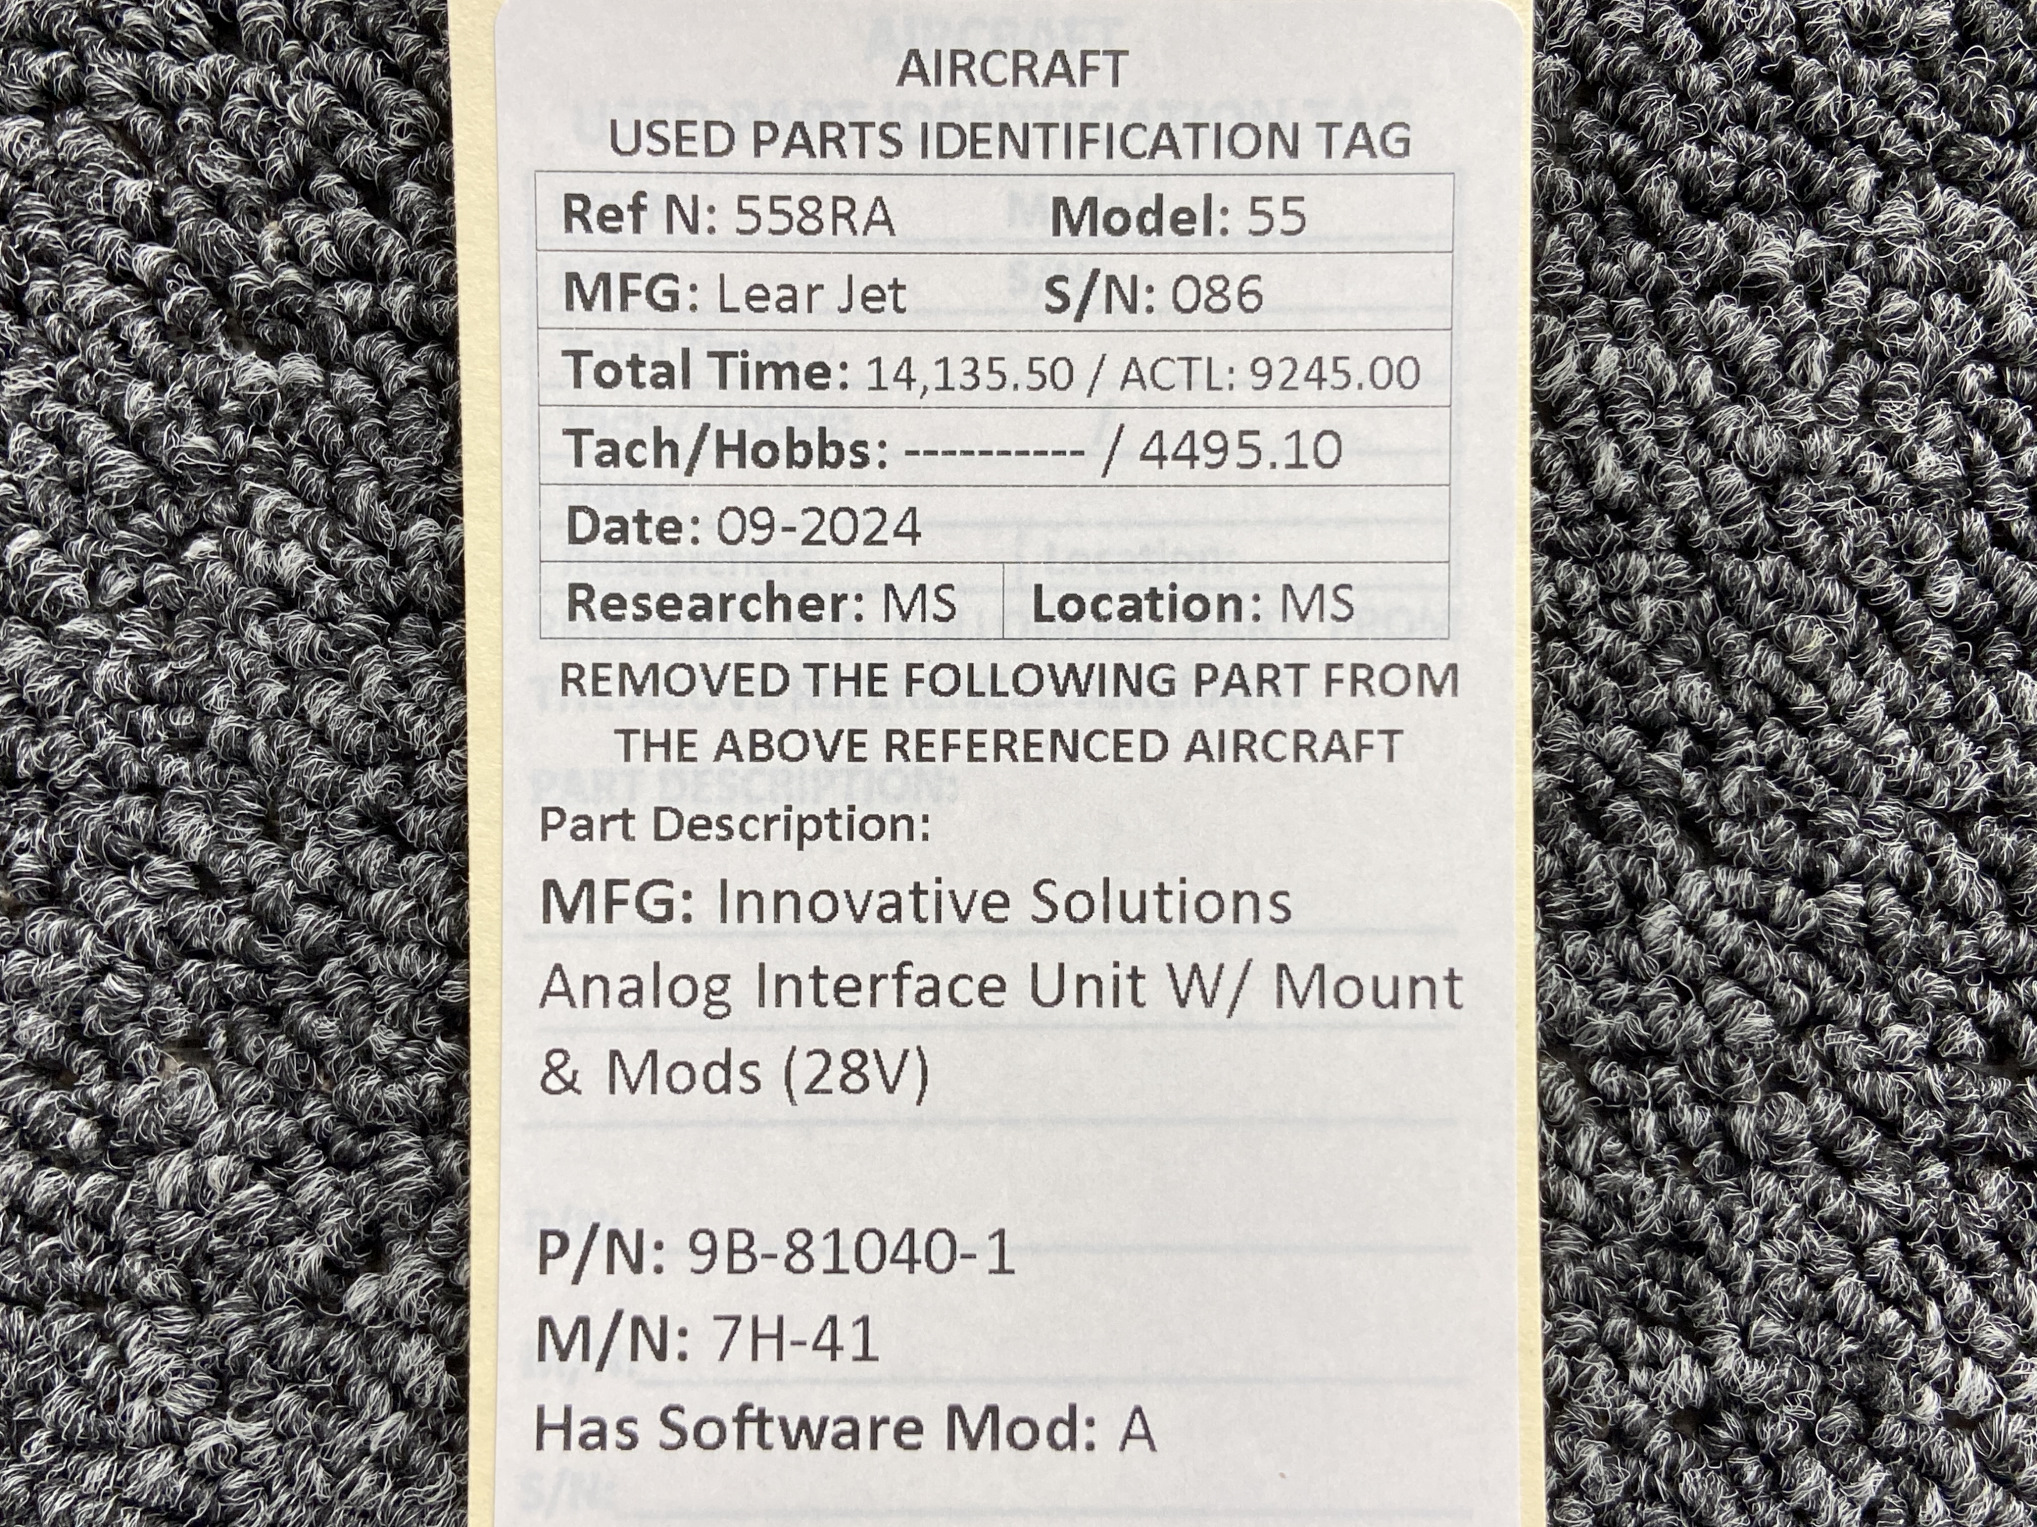 AIRCRAFT
USED PARTS IDENTIFICATION TAG
Ref N: 558RA Model: 55
MFG: Lear Jet S/N: 086
Total Time: 14,135.50 / ACTL: 9245.00
Tach/Hobbs: ---------- / 4495.10
Date: 09-2024
Researcher: MS Location: MS
REMOVED THE FOLLOWING PART FROM
THE ABOVE REFERENCED AIRCRAFT
Part Description:
MFG: Innovative Solutions
Analog Interface Unit W/ Mount
& Mods (28V)
P/N: 9B-81040-1
M/N: 7H-41
Has Software Mod: A